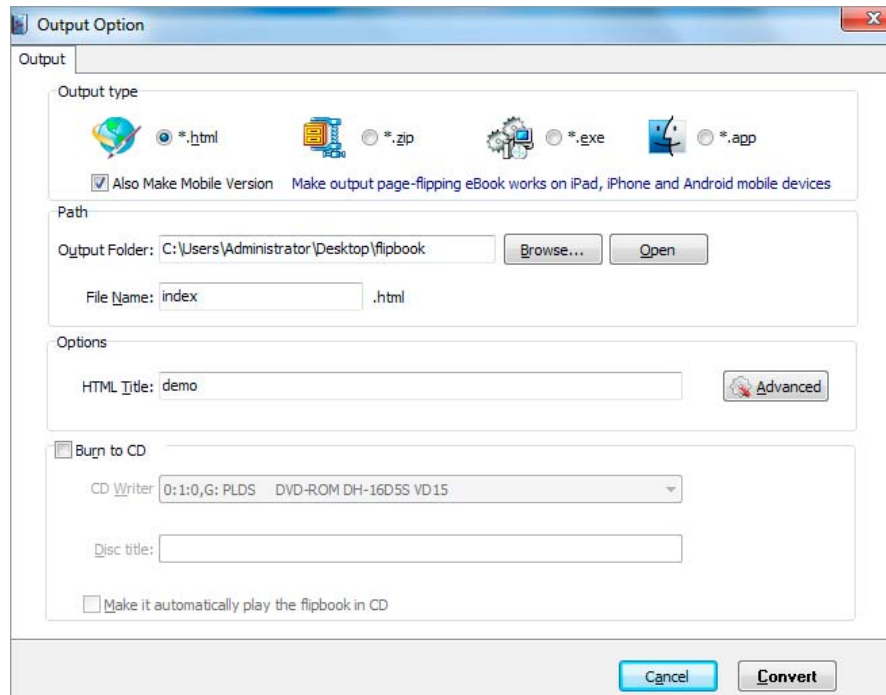 Output Option
Output
Output type
*.html
*.zip
*.exe
*.app
Also Make Mobile Version Make output page-flipping eBook works on iPad, iPhone and Android mobile devices
Path
Output Folder: C:\Users\Administrator\Desktop\flipbook Browse... Open
File Name: index .html
Options
HTML Title: demo Advanced
Burn to CD
CD Writer 0:1:0,G: PLDS DVD-ROM DH-16D5S VD15
Disc title:
Make it automatically play the flipbook in CD
Cancel Convert